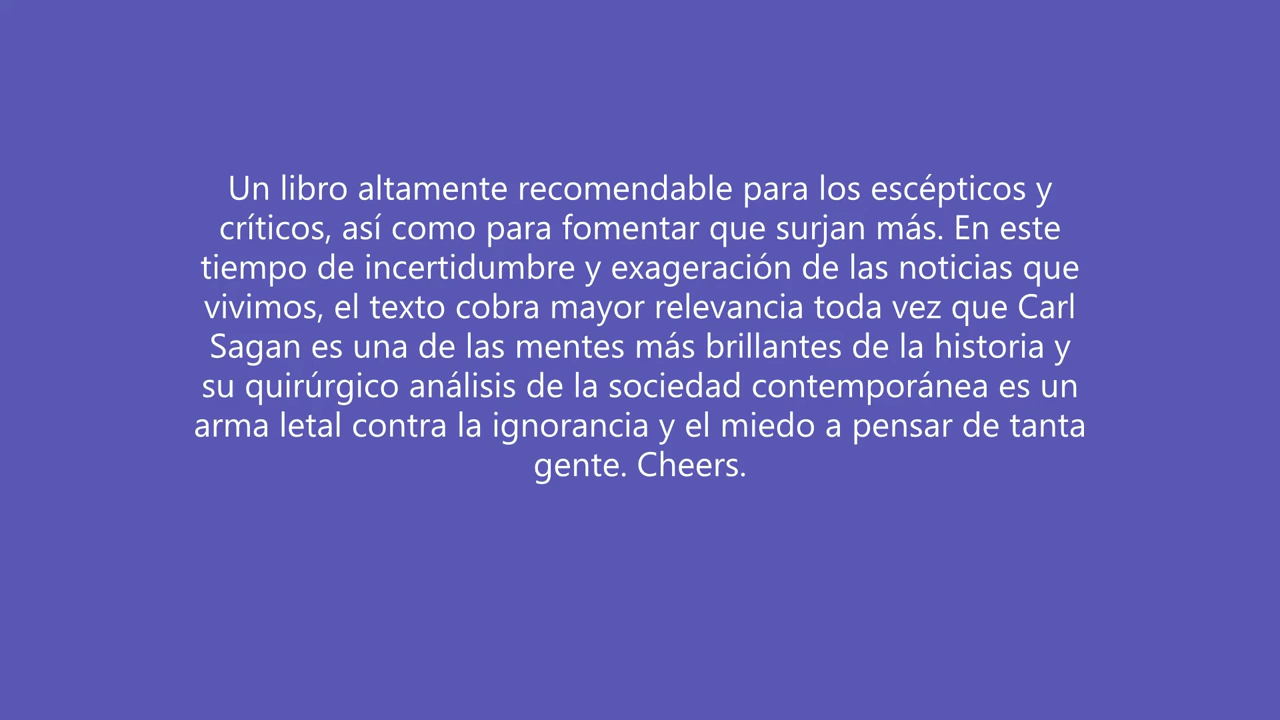 Un libro altamente recomendable para los escépticos y
críticos, así como para fomentar que surjan más. En este
tiempo de incertidumbre y exageración de las noticias que
vivimos, el texto cobra mayor relevancia toda vez que Carl
Sagan es una de las mentes más brillantes de la historia y
su quirúrgico análisis de la sociedad contemporánea es un
arma letal contra la ignorancia y el miedo a pensar de tanta
gente. Cheers.